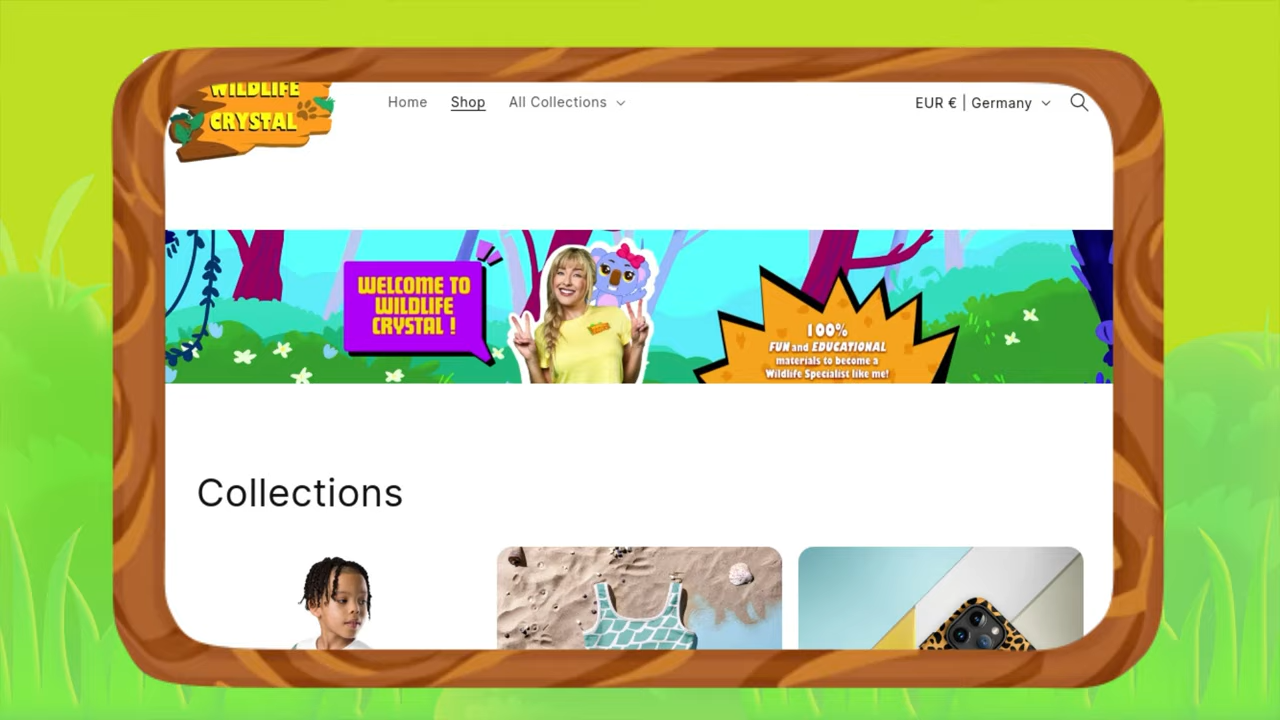 WILDLIFE
CRYSTAL
Home
Shop
All Collections
EUR € | Germany
WELCOME TO
WILDLIFE
CRYSTAL !
100%
FUN and EDUCATIONAL
materials to become a
Wildlife Specialist like me!
Collections